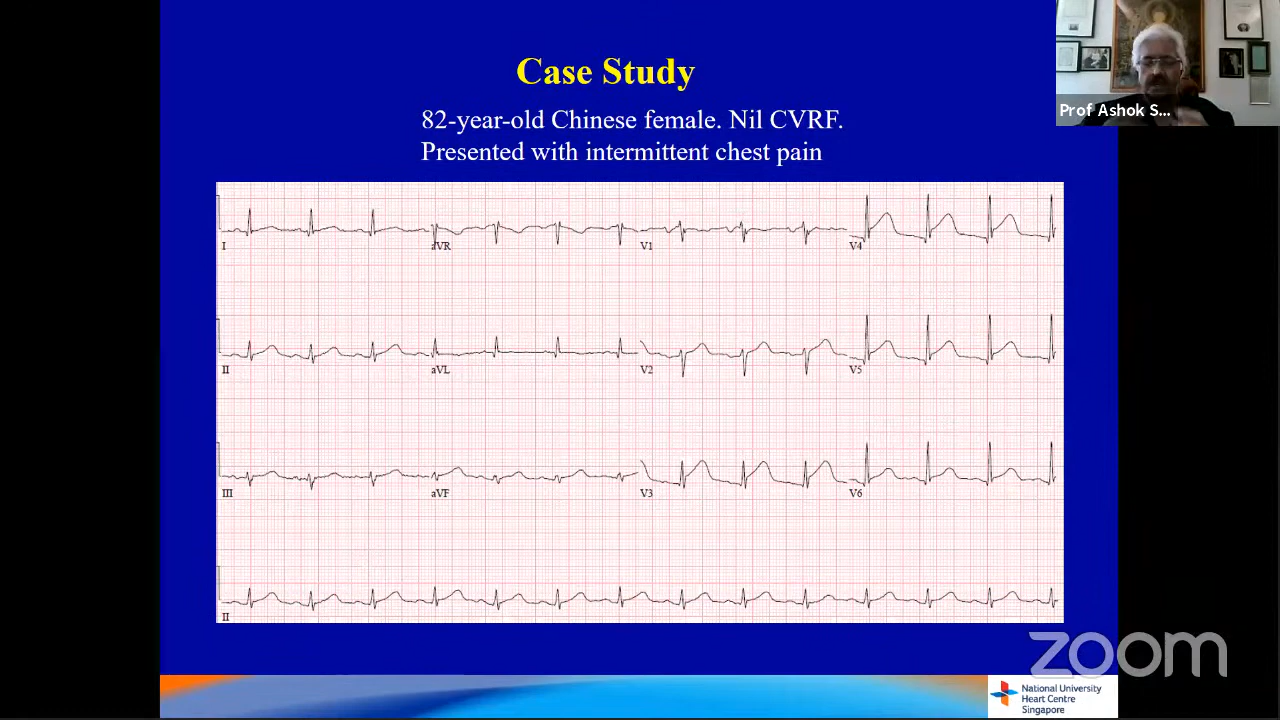 Case Study
82-year-old Chinese female. Nil CVRF.
Presented with intermittent chest pain
Prof Ashok S...
I
aVR
V1
V4
II
aVL
V2
V5
III
aVF
V3
V6
II
zoom
National University
Heart Centre
Singapore